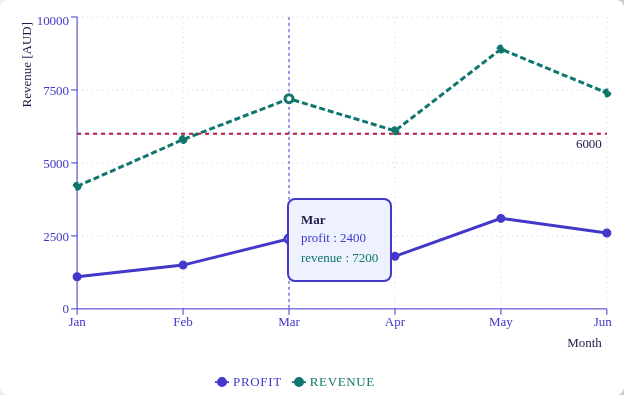 Revenue [AUD]
10000
7500
5000
2500
0
6000
Mar
profit : 2400
revenue : 7200
Jan Feb Mar Apr May Jun
Month
PROFIT REVENUE